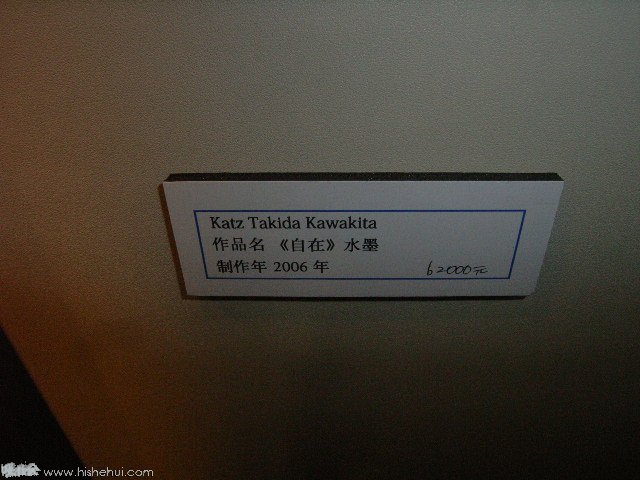 Katz Takida Kawakita
作品名 《自在》水墨
制作年 2006 年
62000元
www.hishehui.com